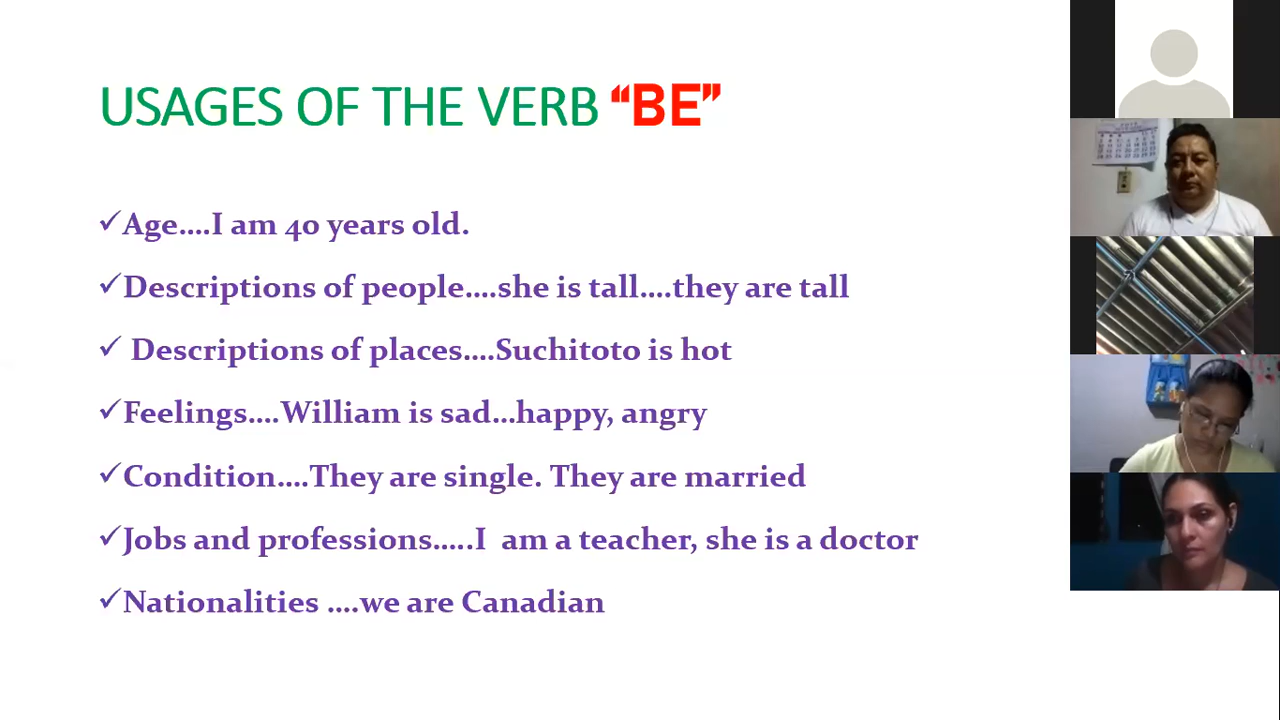 USAGES OF THE VERB “BE”
✓Age....I am 40 years old.
✓Descriptions of people....she is tall....they are tall
✓ Descriptions of places....Suchitoto is hot
✓Feelings....William is sad...happy, angry
✓Condition....They are single. They are married
✓Jobs and professions.....I  am a teacher, she is a doctor
✓Nationalities ....we are Canadian